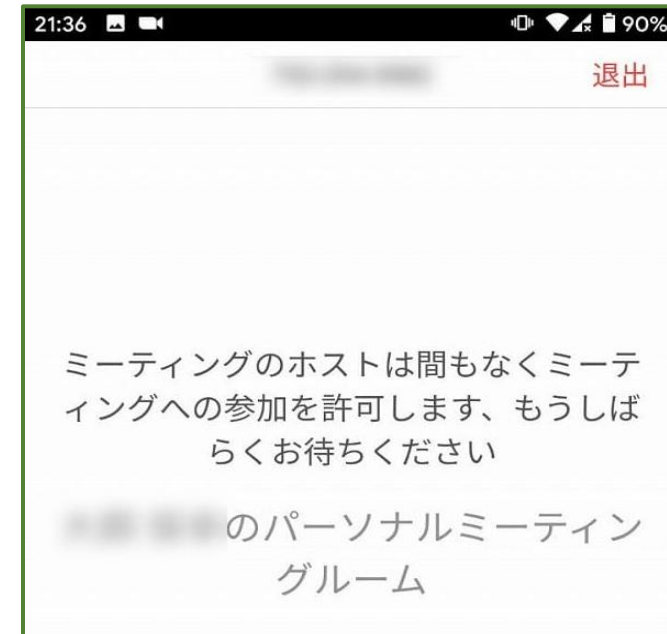 21:36 90%
退出
ミーティングのホストは間もなくミーテ
ィングへの参加を許可します、もうしば
らくお待ちください
のパーソナルミーティン
グルーム